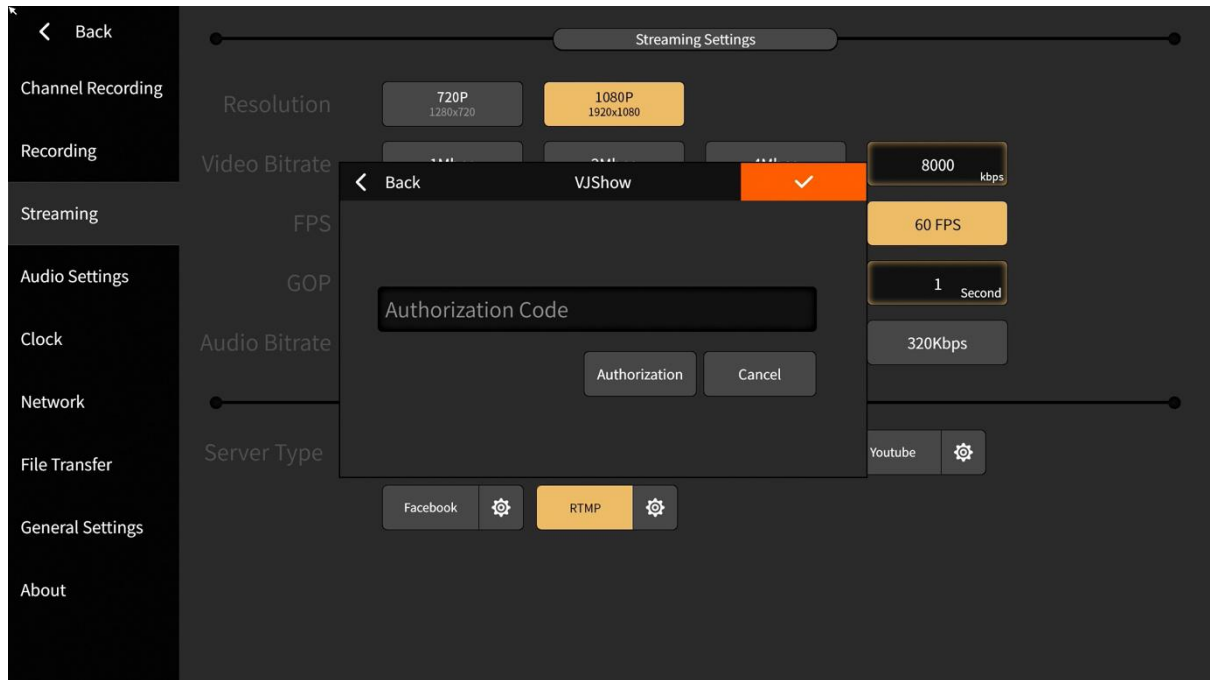 Back
Streaming Settings
Channel Recording
Resolution
720P
1280x720
1080P
1920x1080
Recording
Video Bitrate
8000
kbps
Back
VJShow
Streaming
FPS
60 FPS
Audio Settings
GOP
1
Second
Authorization Code
Clock
Audio Bitrate
320Kbps
Authorization
Cancel
Network
File Transfer
Server Type
Youtube
Facebook
RTMP
General Settings
About